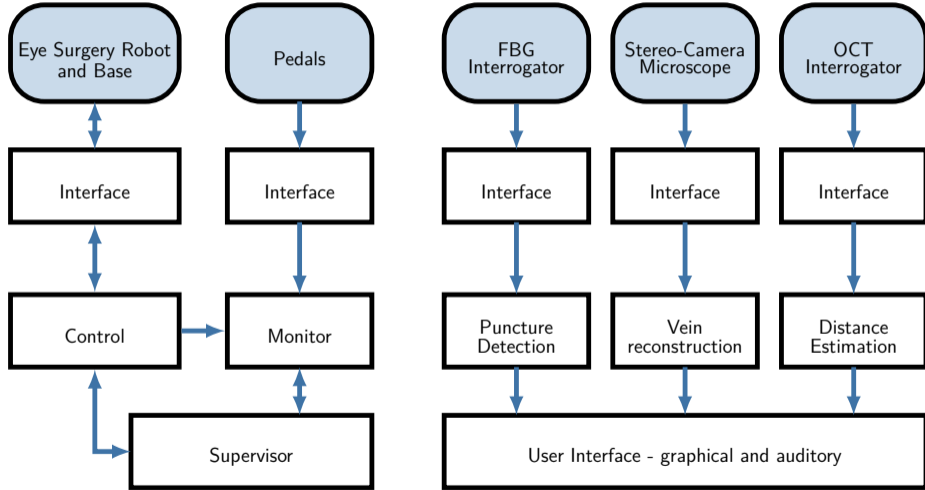 Eye Surgery Robot
and Base
Pedals
FBG
Interrogator
Stereo-Camera
Microscope
OCT
Interrogator
Interface
Interface
Interface
Interface
Interface
Control
Monitor
Puncture
Detection
Vein
reconstruction
Distance
Estimation
Supervisor
User Interface - graphical and auditory